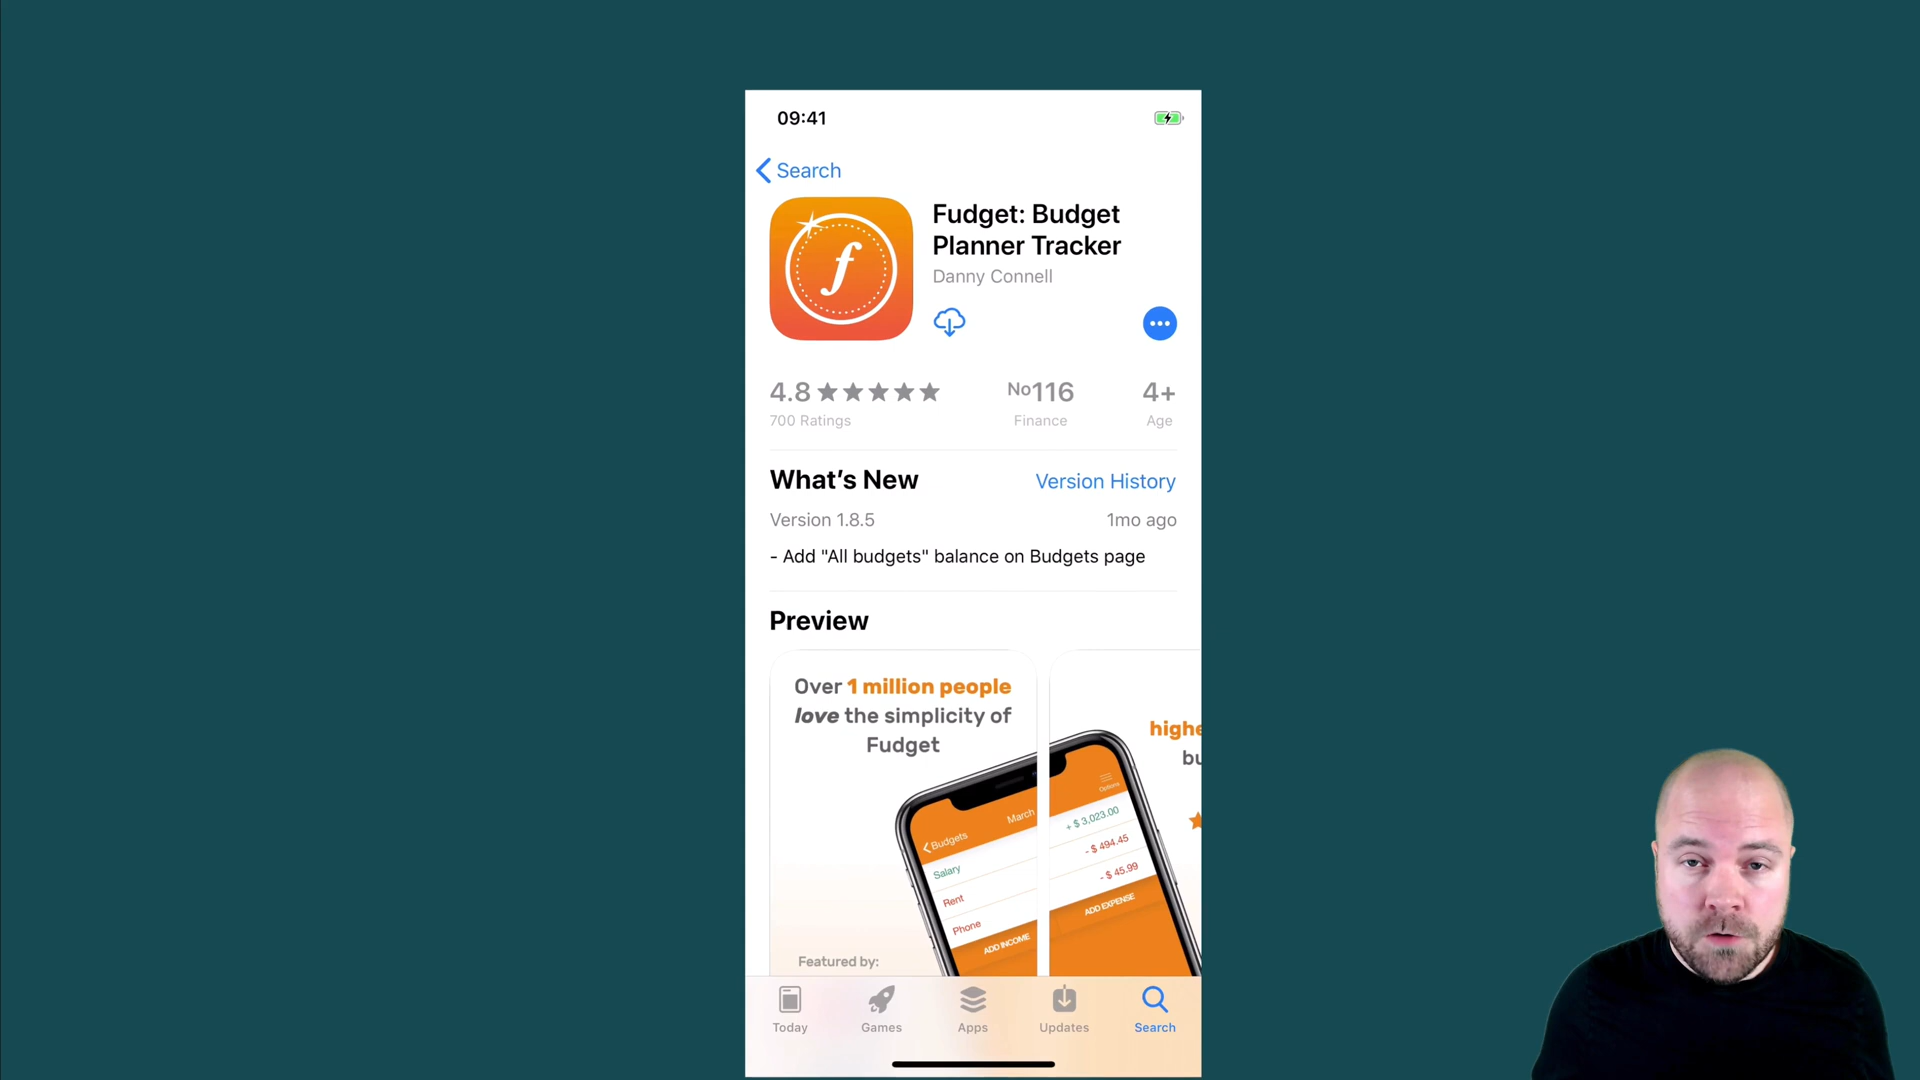 09:41
Search
f
Fudget: Budget
Planner Tracker
Danny Connell
4.8
No116
4+
700 Ratings
Finance
Age
What's New
Version History
Version 1.8.5
1mo ago
- Add "All budgets" balance on Budgets page
Preview
Over 1 million people
love the simplicity of
Fudget
highe
bu
Options
March
Budgets
+ $ 3,023.00
Salary
- $ 494.45
Rent
- $ 45.99
Phone
ADD INCOME
ADD EXPENSE
Featured by:
Today
Games
Apps
Updates
Search